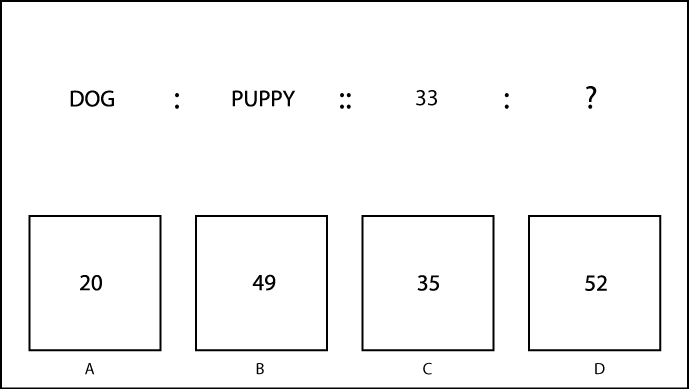 DOG : PUPPY :: 33 : ?
20 49 35 52
A B C D